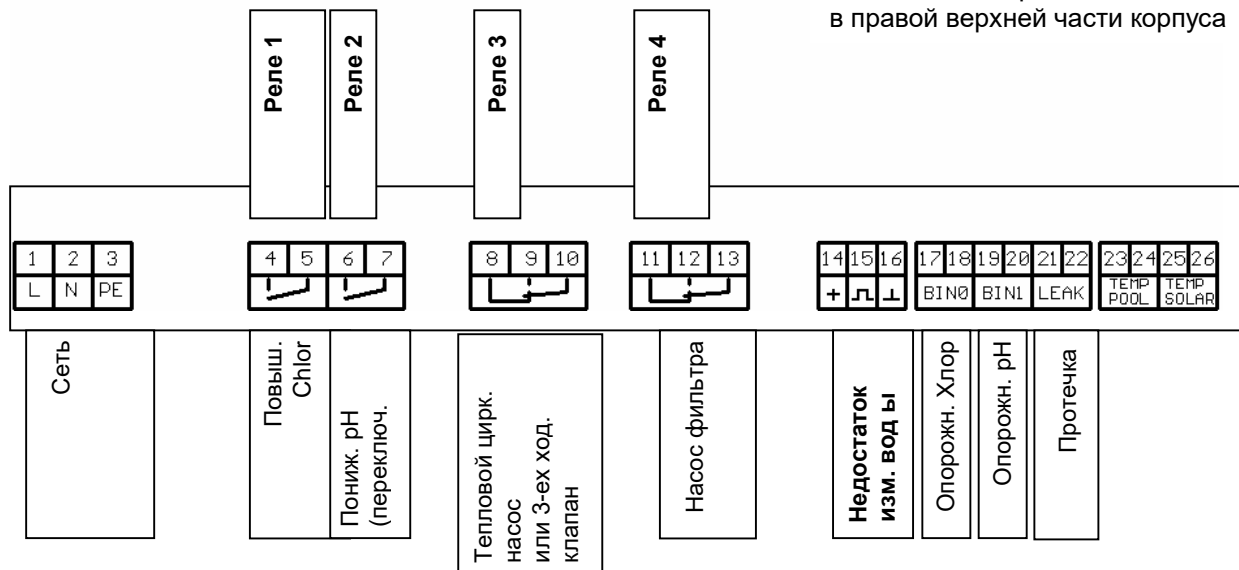 в правой верхней части корпуса
Реле 1
Реле 2
Реле 3
Реле 4
1 2 3
L N PE
4 5 6 7
8 9 10
11 12 13
14 15 16
+
17 18 19 20 21 22
BIN0 BIN1 LEAK
23 24 25 26
TEMP POOL
TEMP SOLAR
Сеть
Повыш.
Chlor
Пониж. pH
(переключ.
Тепловой цирк.
насос
или 3-ех ход.
клапан
Насос фильтра
Недостаток
изм. вод ы
Опорожн. Хлор
Опорожн. pH
Протечка